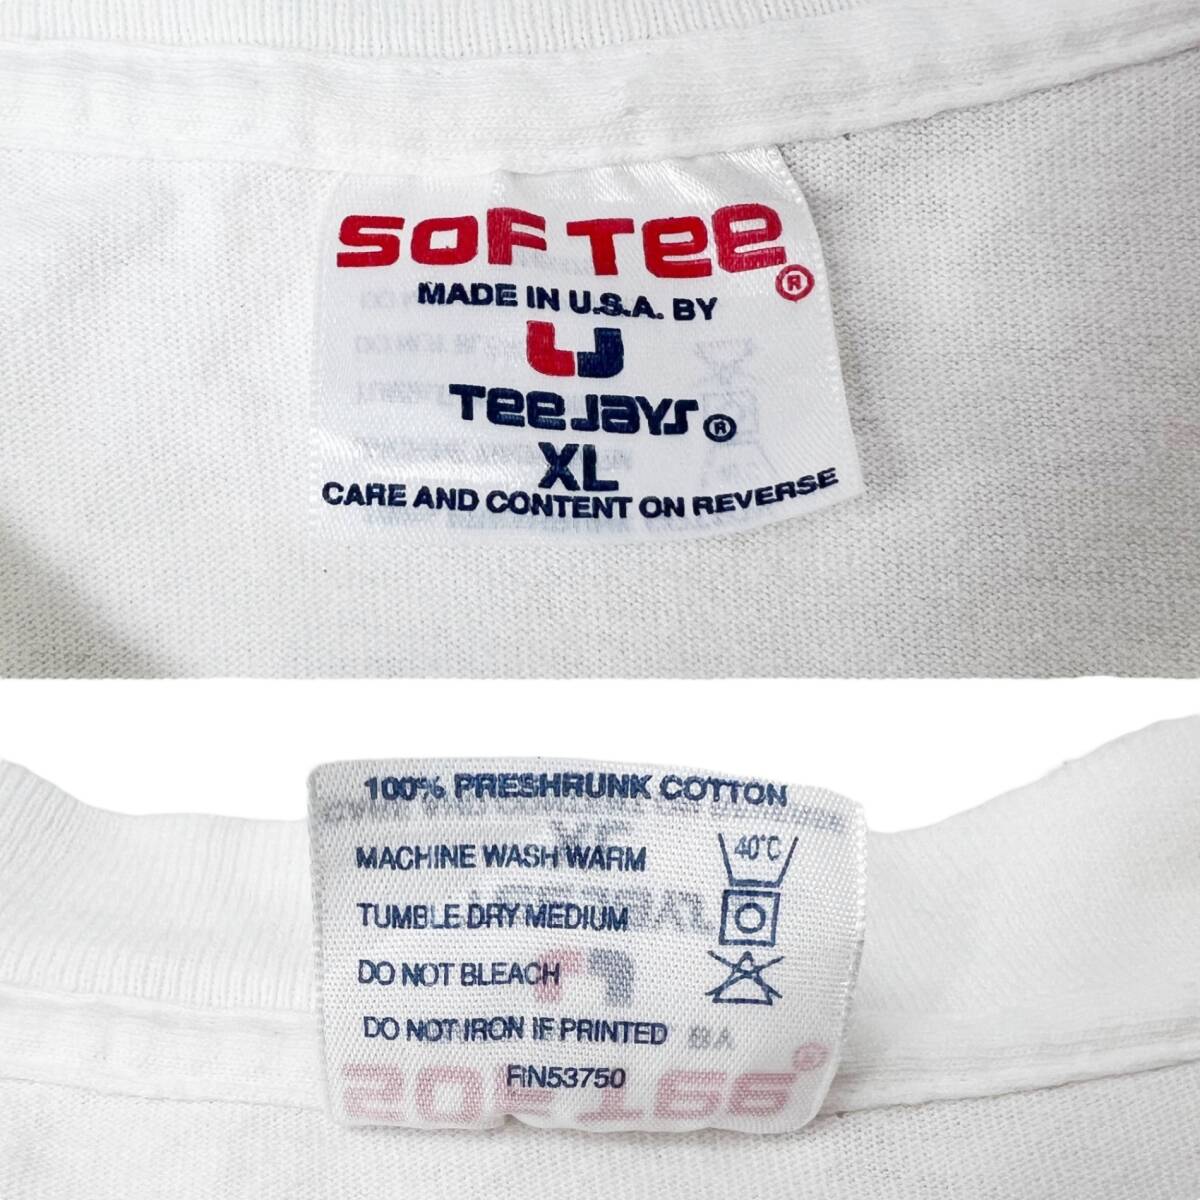 SOF TEE®
MADE IN U.S.A. BY
TEEJAYS®
XL
CARE AND CONTENT ON REVERSE
100% PRESHRUNK COTTON
MACHINE WASH WARM 40°C
TUMBLE DRY MEDIUM
DO NOT BLEACH
DO NOT IRON IF PRINTED
RN53750